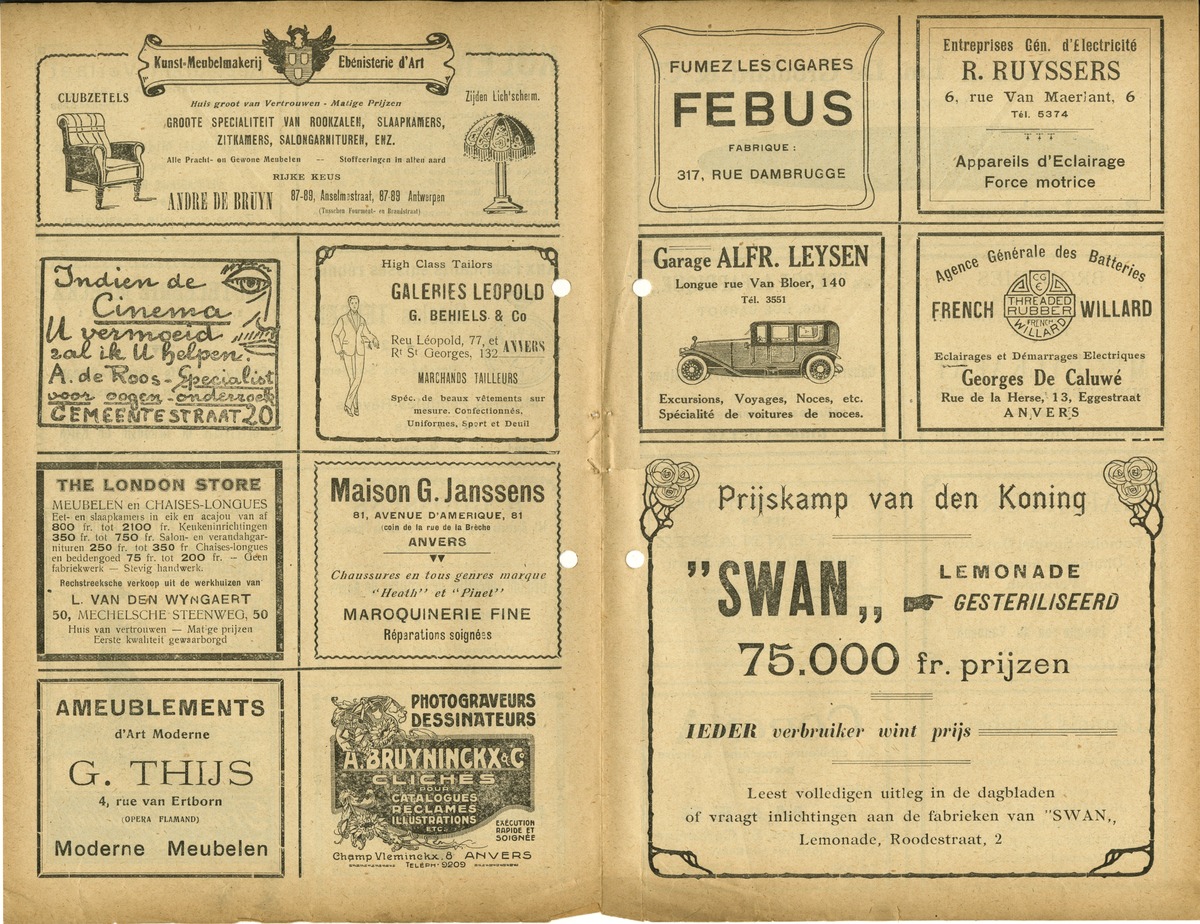 Kunst-Meubelmakerij Ebénisterie d'Art
CLUBZETELS
Huis groot van Vertrouwen - Matige Prijzen
Zijden Lich'scherm.
GROOTE SPECIALITEIT VAN ROOKZALEN, SLAAPKAMERS,
ZITKAMERS, SALONGARNITUREN, ENZ.
Alle Pracht- en Gewone Meubelen — Stoffeeringen in allen aard
RIJKE KEUS
ANDRE DE BRUYN 87-89, Anselmostraat, 87-89 Antwerpen
(Tusschen Fourment- en Brandstraat)
Indien de
Cinema
U vermoeid
zal ik U helpen.
A. de Roos - Specialist
voor oogen-onderzoek
GEMEENTESTRAAT 20
High Class Tailors
GALERIES LEOPOLD
G. BEHIELS & Co
Reu Léopold, 77, et
Rt St Georges, 132 ANVERS
MARCHANDS TAILLEURS
Spéc. de beaux vêtements sur
mesure. Confectionnés,
Uniformes, Sport et Deuil
THE LONDON STORE
MEUBELEN en CHAISES-LONGUES
Eet- en slaapkamers in eik en acajou van af
800 fr. tot 2100 fr. Keukeninrichtingen
350 fr. tot 750 fr. Salon- en verandahgar-
nituren 250 fr. tot 350 fr Chaises-longues
en beddengoed 75 fr. tot 200 fr. — Geen
fabriekwerk — Stevig handwerk.
Rechstreeksche verkoop uit de werkhuizen van
L. VAN DEN WYNGAERT
50, MECHELSCHE STEENWEG, 50
Huis van vertrouwen — Mat'ge prijzen
Eerste kwaliteit gewaarborgd
Maison G. Janssens
81, AVENUE D'AMERIQUE, 81
(coin de la rue de la Brèche
ANVERS
Chaussures en tous genres marque
"Heath" et "Pinet"
MAROQUINERIE FINE
Réparations soignées
AMEUBLEMENTS
d'Art Moderne
G. THIJS
4, rue van Ertborn
(OPERA FLAMAND)
Moderne Meubelen
PHOTOGRAVEURS
DESSINATEURS
A. BRUYNINCKX & C°
CLICHÉS
POUR
CATALOGUES
RÉCLAMES
ILLUSTRATIONS
ETC.
EXÉCUTION
RAPIDE ET
SOIGNÉE
Champ Vleminckx, 8 ANVERS
TELÉPH. 9209
FUMEZ LES CIGARES
FEBUS
FABRIQUE :
317, RUE DAMBRUGGE
Entreprises Gén. d'Electricité
R. RUYSSERS
6, rue Van Maerlant, 6
Tél. 5374
Appareils d'Eclairage
Force motrice
Garage ALFR. LEYSEN
Longue rue Van Bloer, 140
Tél. 3551
Excursions, Voyages, Noces, etc.
Spécialité de voitures de noces.
Agence Générale des Batteries
FRENCH WILLARD
THREADED
RUBBER
FRENCH
WILLARD
Eclairages et Démarrages Electriques
Georges De Caluwé
Rue de la Herse, 13, Eggestraat
ANVERS
Prijskamp van den Koning
"SWAN„ LEMONADE
GESTERILISEERD
75.000 fr. prijzen
IEDER verbruiker wint prijs
Leest volledigen uitleg in de dagbladen
of vraagt inlichtingen aan de fabrieken van "SWAN„
Lemonade, Roodestraat, 2